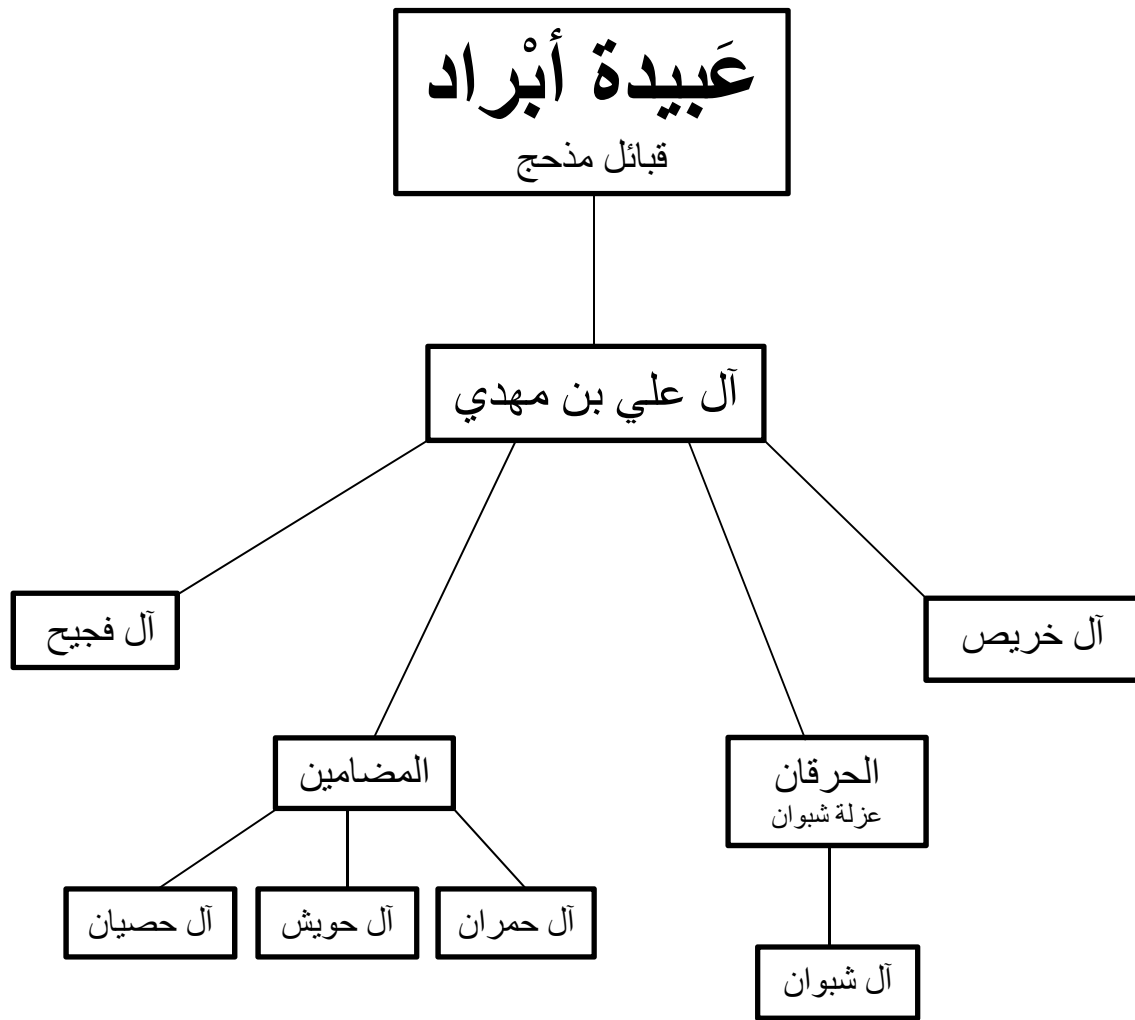 عَبيدة أبْراد
قبائل مذحج
آل علي بن مهدي
آل خريص
آل فجيح
الحرقان
عزلة شبوان
المضامين
آل حمران
آل حويش
آل حصيان
آل شبوان